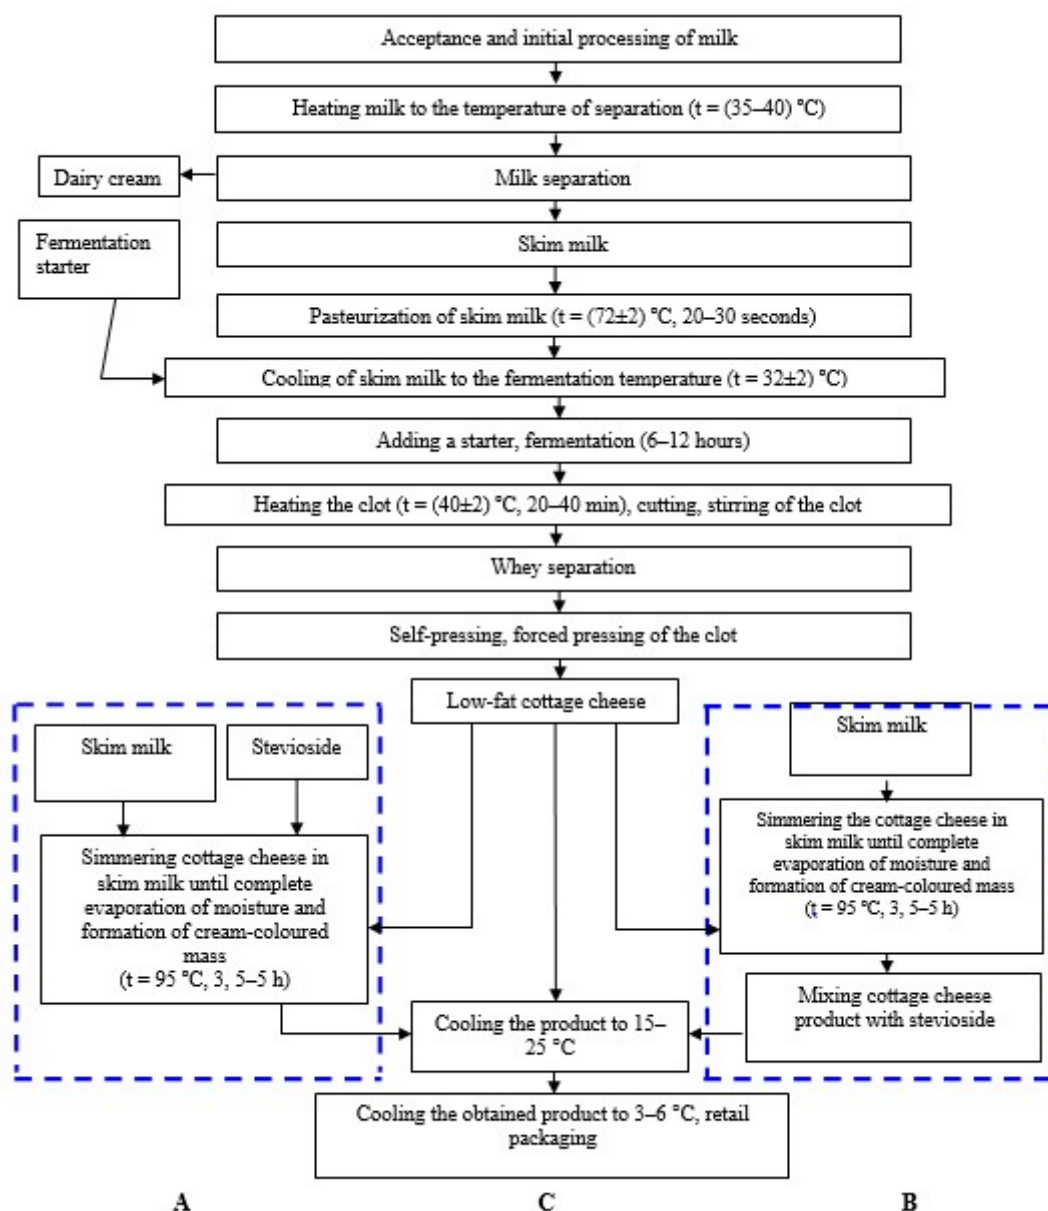 Acceptance and initial processing of milk
Heating milk to the temperature of separation (t = (35–40) °C)
Dairy cream
Milk separation
Fermentation
starter
Skim milk
Pasteurization of skim milk (t = (72±2) °C, 20–30 seconds)
Cooling of skim milk to the fermentation temperature (t = 32±2) °C)
Adding a starter, fermentation (6–12 hours)
Heating the clot (t = (40±2) °C, 20–40 min), cutting, stirring of the clot
Whey separation
Self-pressing, forced pressing of the clot
Low-fat cottage cheese
Skim milk
Stevioside
Simmering cottage cheese in
skim milk until complete
evaporation of moisture and
formation of cream-coloured
mass
(t = 95 °C, 3, 5–5 h)
Skim milk
Simmering the cottage cheese in
skim milk until complete
evaporation of moisture and
formation of cream-coloured mass
(t = 95 °C, 3, 5–5 h)
Mixing cottage cheese
product with stevioside
Cooling the product to 15–
25 °C
Cooling the obtained product to 3–6 °C, retail
packaging
A
C
B